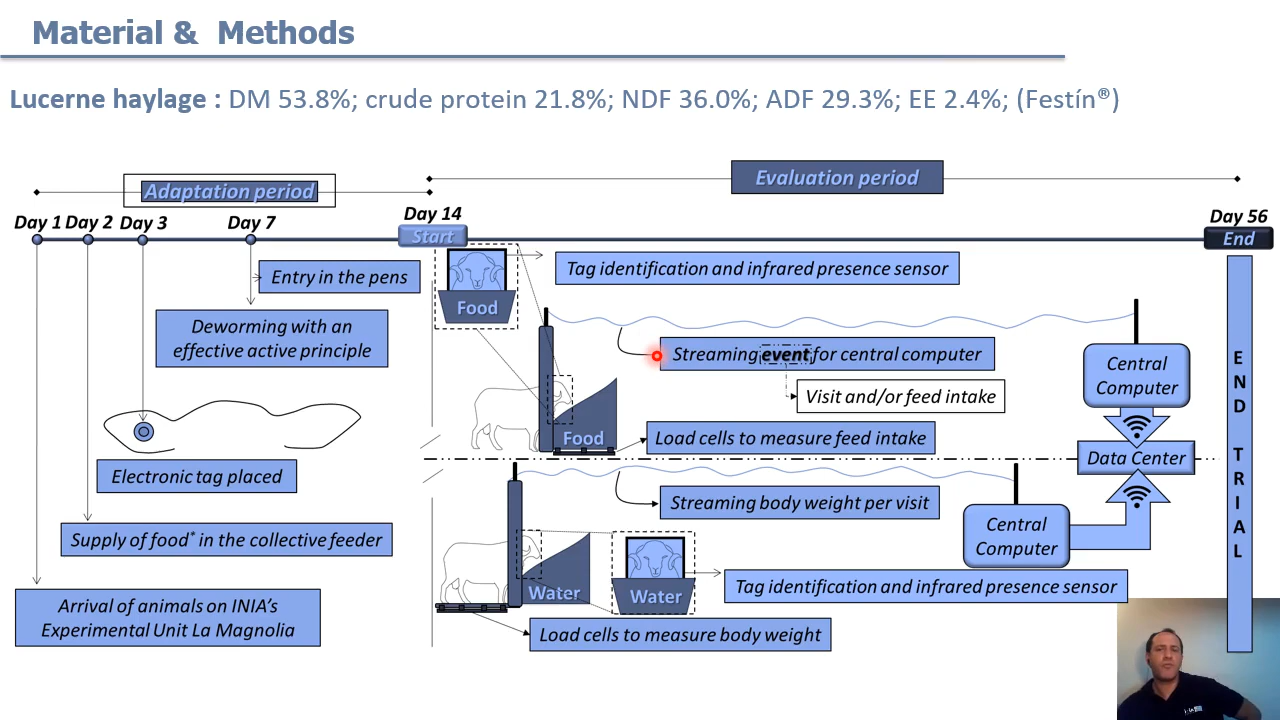 Material & Methods
Lucerne haylage : DM 53.8%; crude protein 21.8%; NDF 36.0%; ADF 29.3%; EE 2.4%; (Festín®)
Adaptation period
Evaluation period
Day 1
Day 2
Day 3
Day 7
Day 14
Day 56
Start
End
Entry in the pens
Deworming with an
effective active principle
Electronic tag placed
Supply of food* in the collective feeder
Arrival of animals on INIA's
Experimental Unit La Magnolia
Food
Tag identification and infrared presence sensor
Streaming event for central computer
Visit and/or feed intake
Food
Load cells to measure feed intake
Central
Computer
Data Center
Streaming body weight per visit
Central
Computer
Water
Water
Tag identification and infrared presence sensor
Load cells to measure body weight
END TRIAL